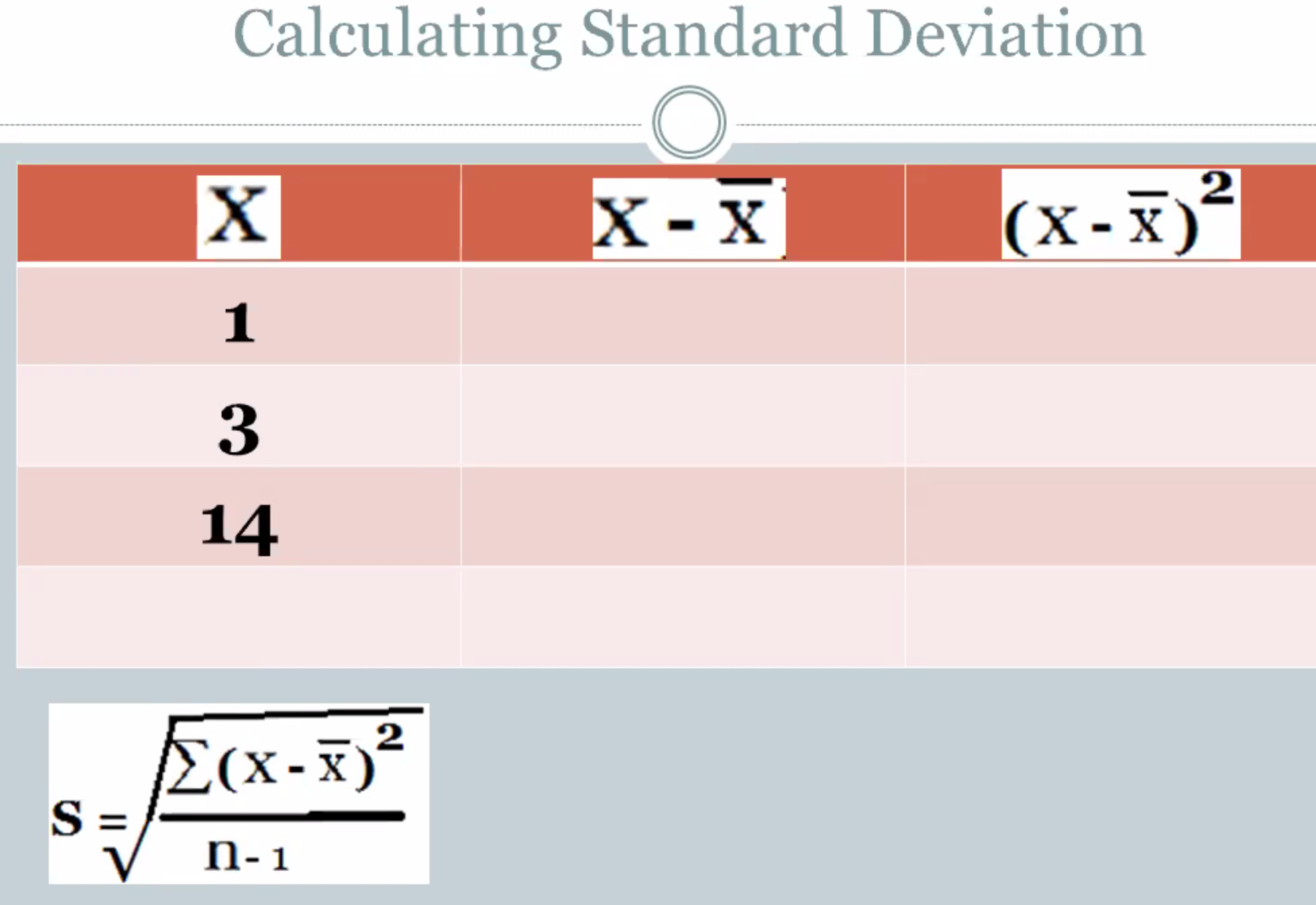 Calculating Standard Deviation
X X - x̄ (X - x̄)²
1
3
14
S = √ ∑(X - x̄)²
n - 1